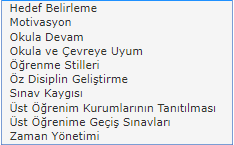 Hedef Belirleme
Motivasyon
Okula Devam
Okula ve Çevreye Uyum
Öğrenme Stilleri
Öz Disiplin Geliştirme
Sınav Kaygısı
Üst Öğrenim Kurumlarının Tanıtılması
Üst Öğrenime Geçiş Sınavları
Zaman Yönetimi